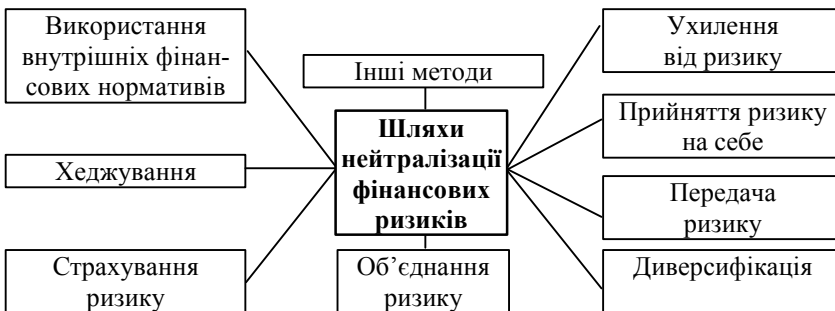 Використання
внутрішніх фінан-
сових нормативів
Хеджування
Страхування
ризику
Інші методи
Шляхи
нейтралізації
фінансових
ризиків
Об’єднання
ризику
Ухилення
від ризику
Прийняття ризику
на себе
Передача
ризику
Диверсифікація